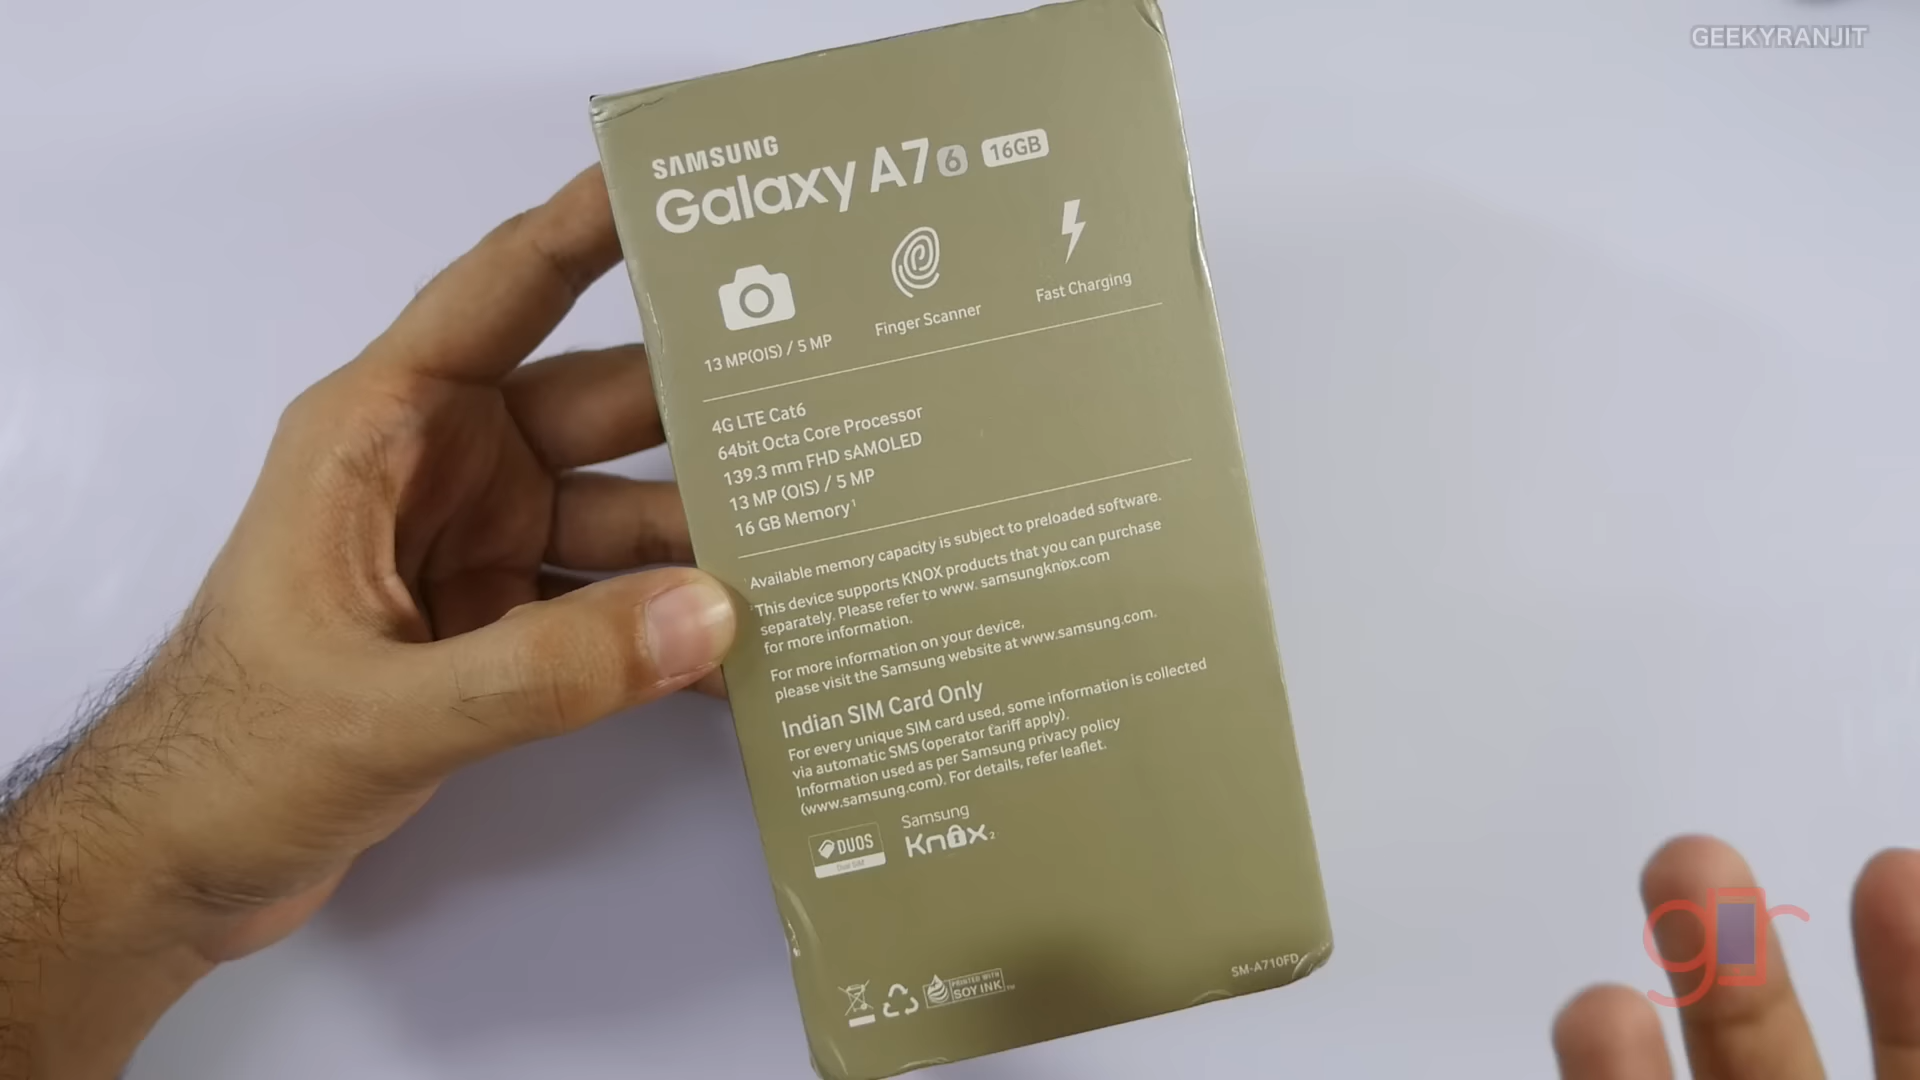 GEEKYRANJIT
SAMSUNG
Galaxy A7 6 16GB
13 MP(OIS) / 5 MP
Finger Scanner
Fast Charging
4G LTE Cat6
64bit Octa Core Processor
139.3 mm FHD sAMOLED
13 MP (OIS) / 5 MP
16 GB Memory¹
¹Available memory capacity is subject to preloaded software.
²This device supports KNOX products that you can purchase
separately. Please refer to www. samsungknox.com
for more information.
For more information on your device,
please visit the Samsung website at www.samsung.com.
Indian SIM Card Only
For every unique SIM card used, some information is collected
via automatic SMS (operator tariff apply).
Information used as per Samsung privacy policy
(www.samsung.com). For details, refer leaflet.
DUOS
Dual SIM
Samsung
Knox²
PRINTED WITH
SOY INK™
SM-A710FD
gr